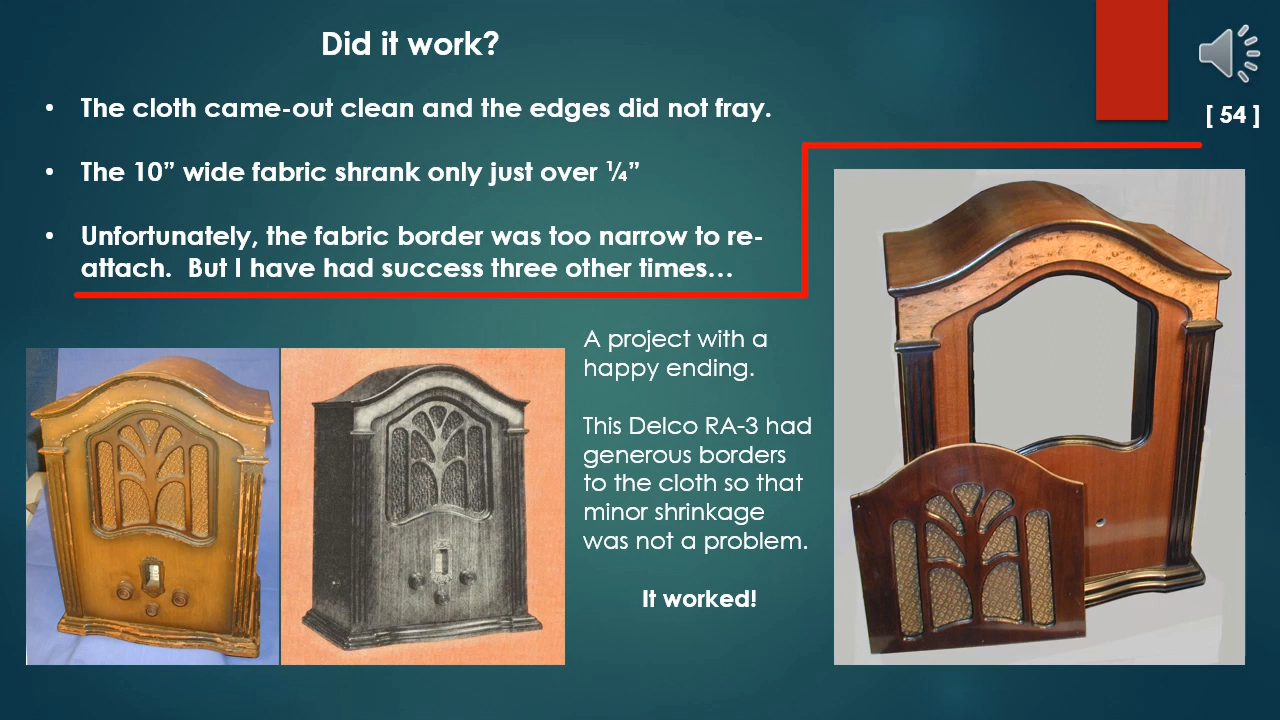 Did it work?
[ 54 ]
• The cloth came-out clean and the edges did not fray.
• The 10” wide fabric shrank only just over ¼”
• Unfortunately, the fabric border was too narrow to re-
attach.  But I have had success three other times…
A project with a
happy ending.
This Delco RA-3 had
generous borders
to the cloth so that
minor shrinkage
was not a problem.
It worked!